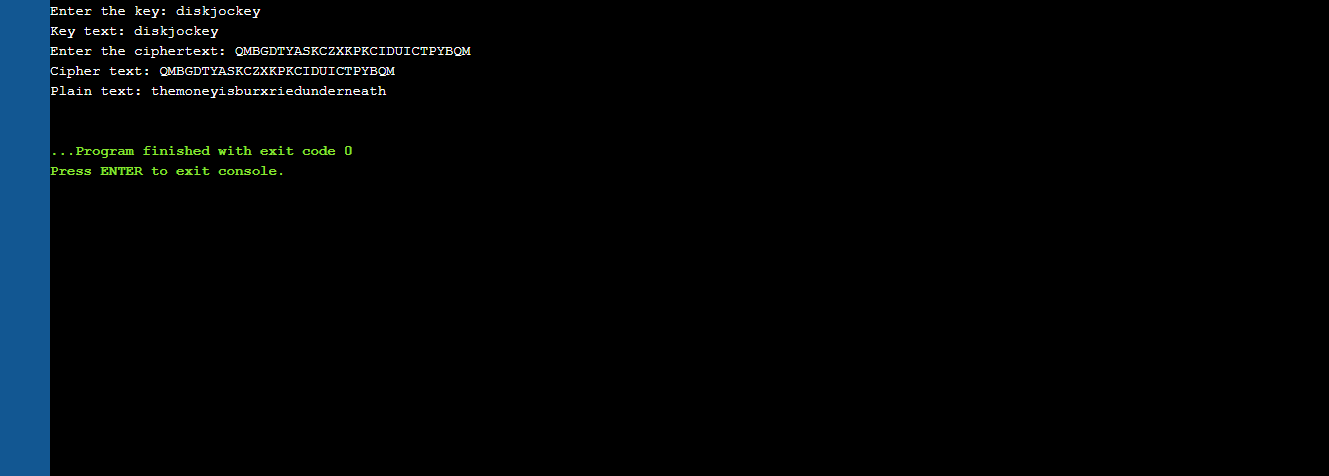 Enter the key: diskjockey
Key text: diskjockey
Enter the ciphertext: QMBGDTYASKCZXKPKCIDUICTPYBQM
Cipher text: QMBGDTYASKCZXKPKCIDUICTPYBQM
Plain text: themoneyisburxriedunderneath
...Program finished with exit code 0
Press ENTER to exit console.